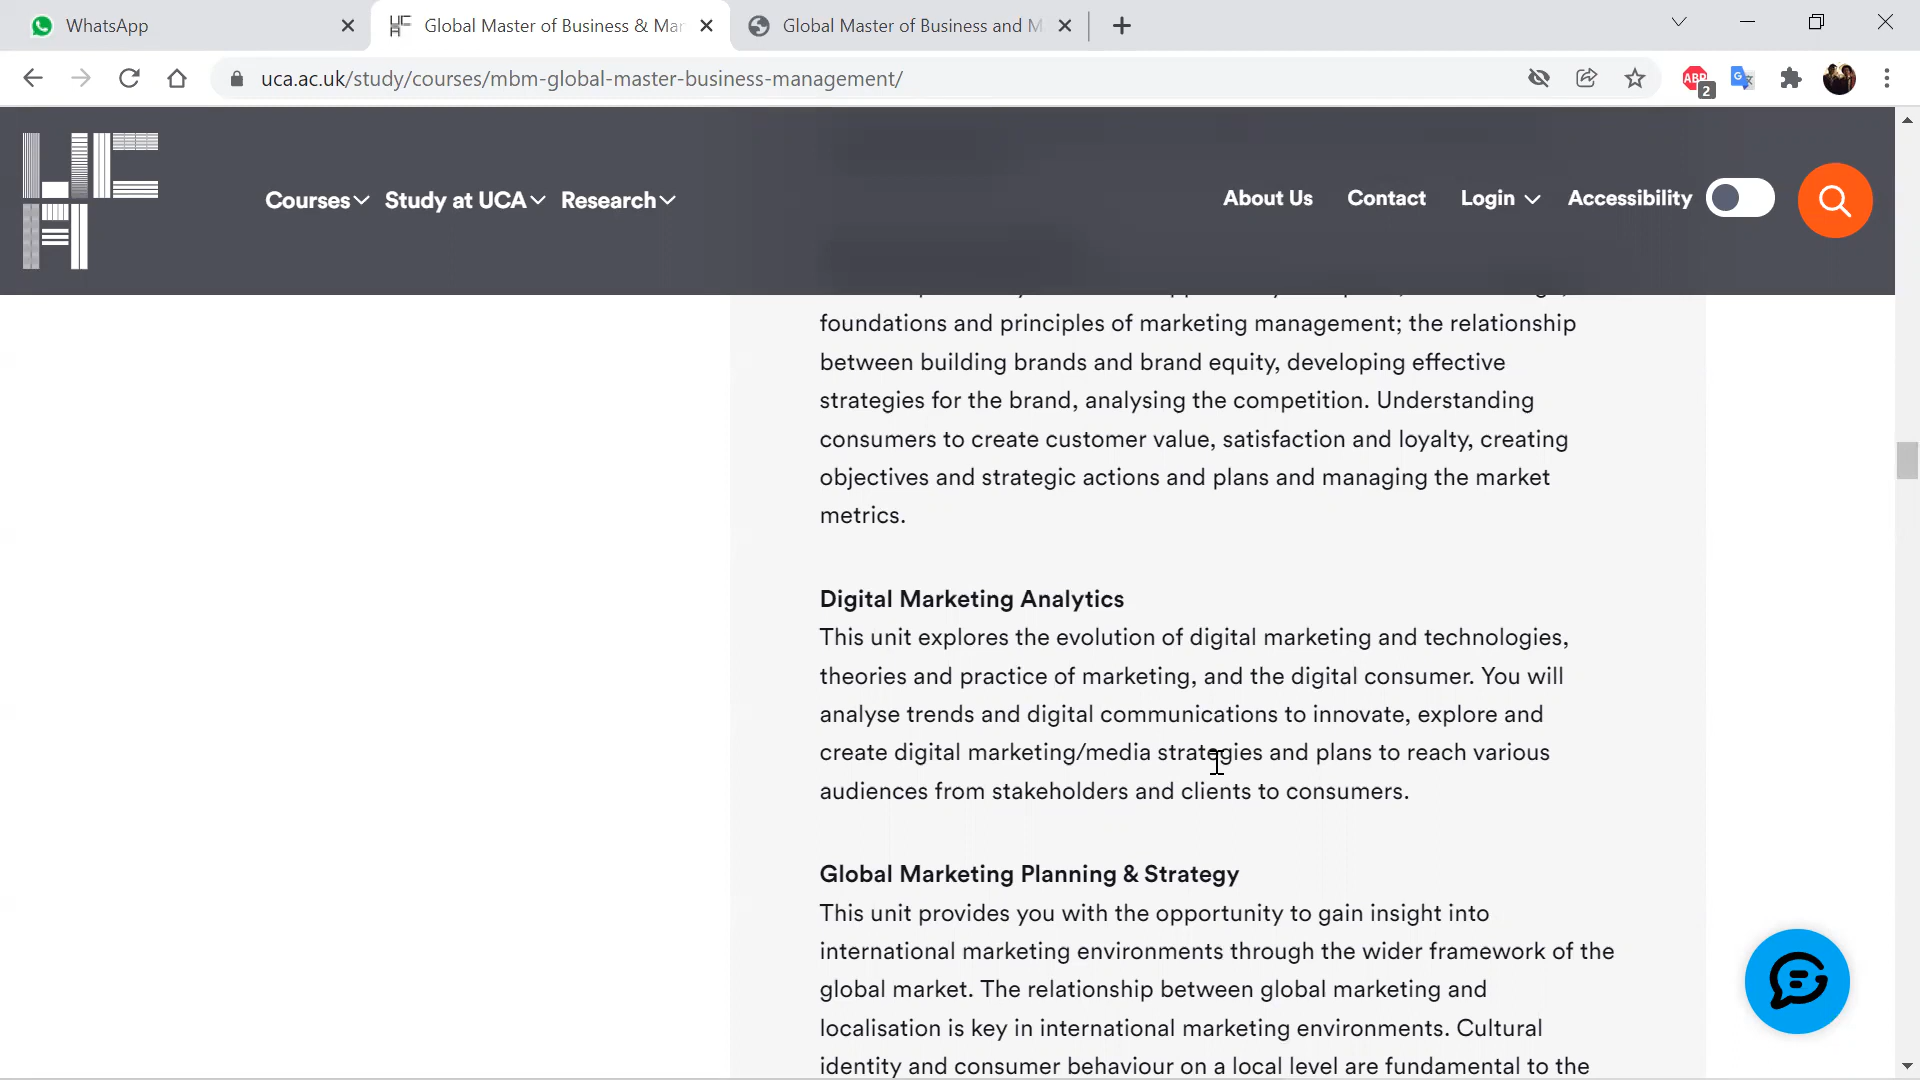 WhatsApp
Global Master of Business & Mar
Global Master of Business and M
uca.ac.uk/study/courses/mbm-global-master-business-management/
ABP
2
Courses Study at UCA Research
About Us Contact Login Accessibility
foundations and principles of marketing management; the relationship
between building brands and brand equity, developing effective
strategies for the brand, analysing the competition. Understanding
consumers to create customer value, satisfaction and loyalty, creating
objectives and strategic actions and plans and managing the market
metrics.
Digital Marketing Analytics
This unit explores the evolution of digital marketing and technologies,
theories and practice of marketing, and the digital consumer. You will
analyse trends and digital communications to innovate, explore and
create digital marketing/media strategies and plans to reach various
audiences from stakeholders and clients to consumers.
Global Marketing Planning & Strategy
This unit provides you with the opportunity to gain insight into
international marketing environments through the wider framework of the
global market. The relationship between global marketing and
localisation is key in international marketing environments. Cultural
identity and consumer behaviour on a local level are fundamental to the